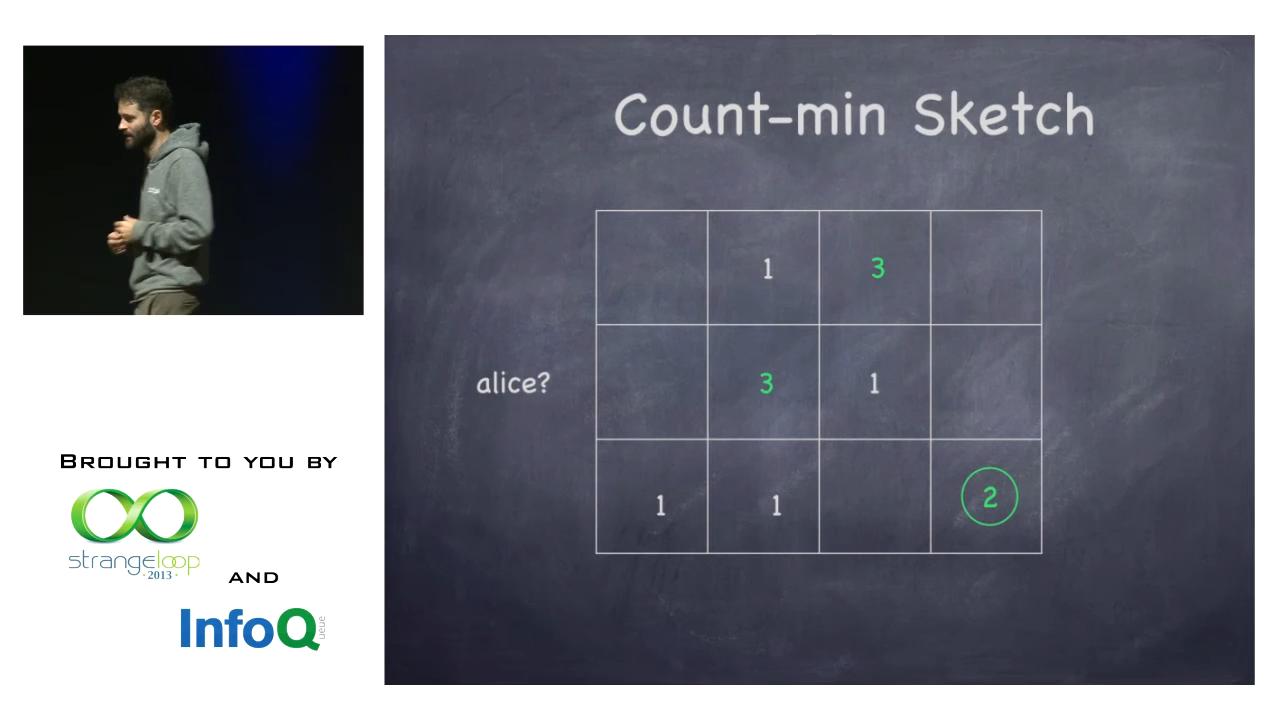 Count-min Sketch
1 3
alice? 3 1
1 1 2
BROUGHT TO YOU BY
strangeloop
·2013·
AND
InfoQ
ueue